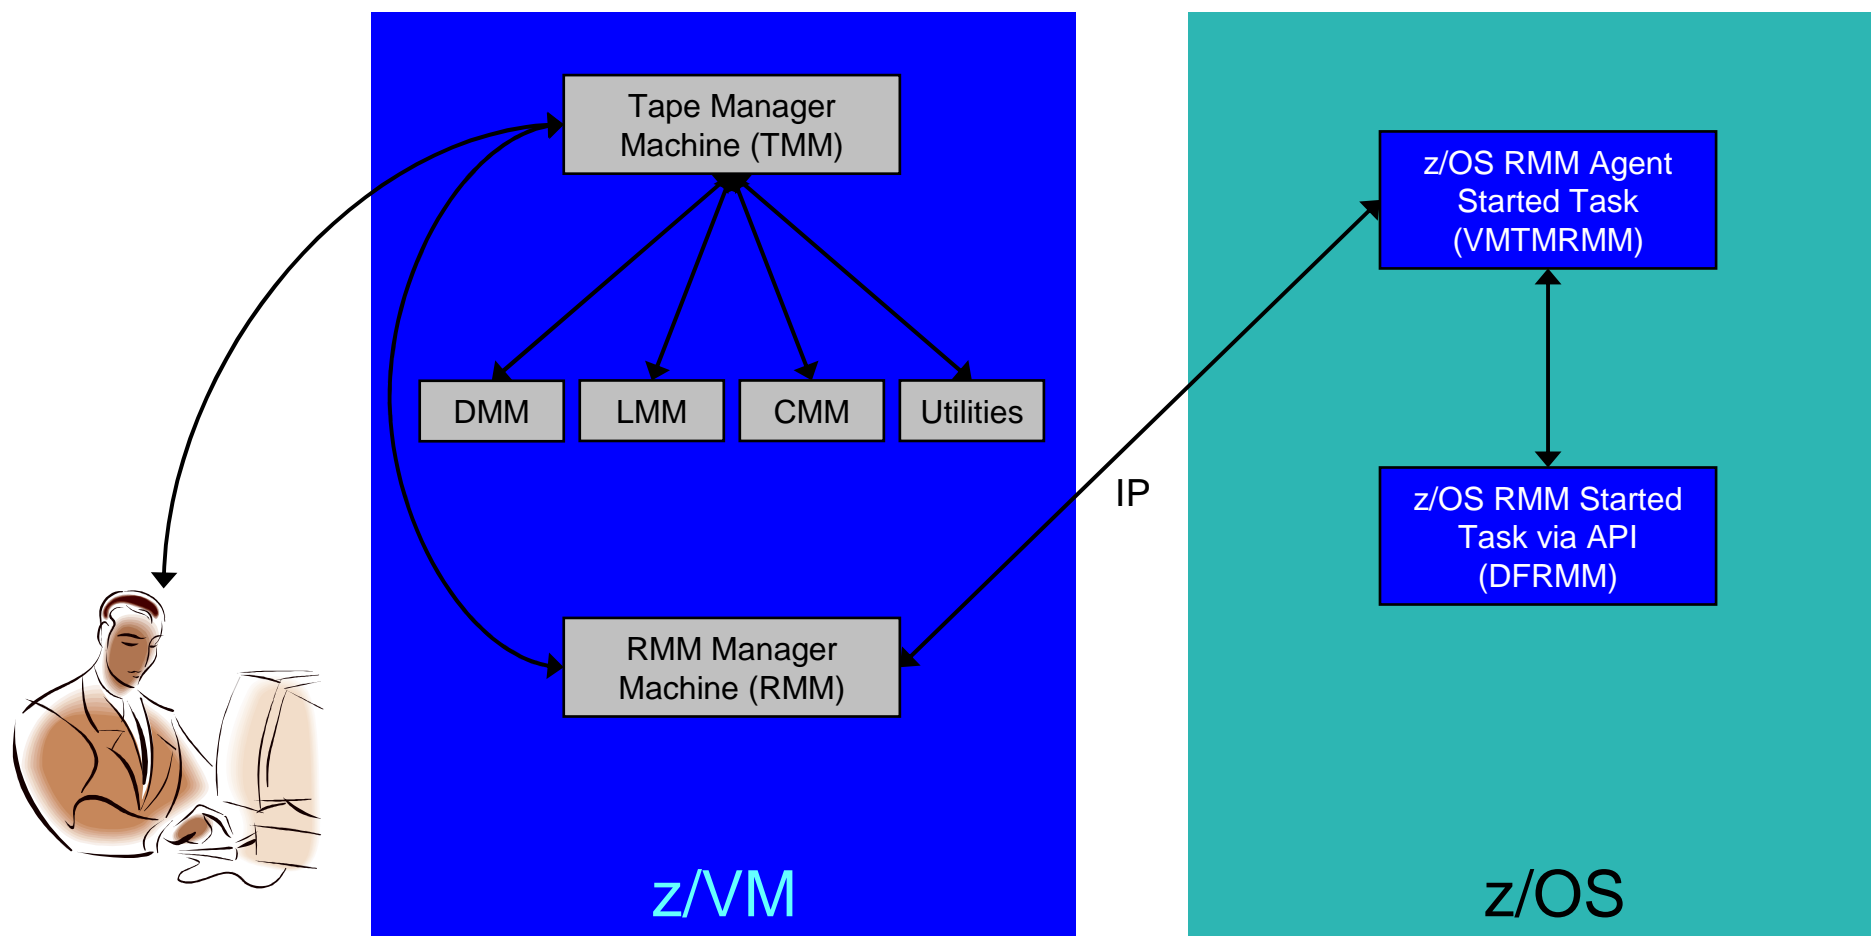 Tape Manager
Machine (TMM)
DMM
LMM
CMM
Utilities
RMM Manager
Machine (RMM)
z/VM
IP
z/OS RMM Agent
Started Task
(VMTMRMM)
z/OS RMM Started
Task via API
(DFRMM)
z/OS